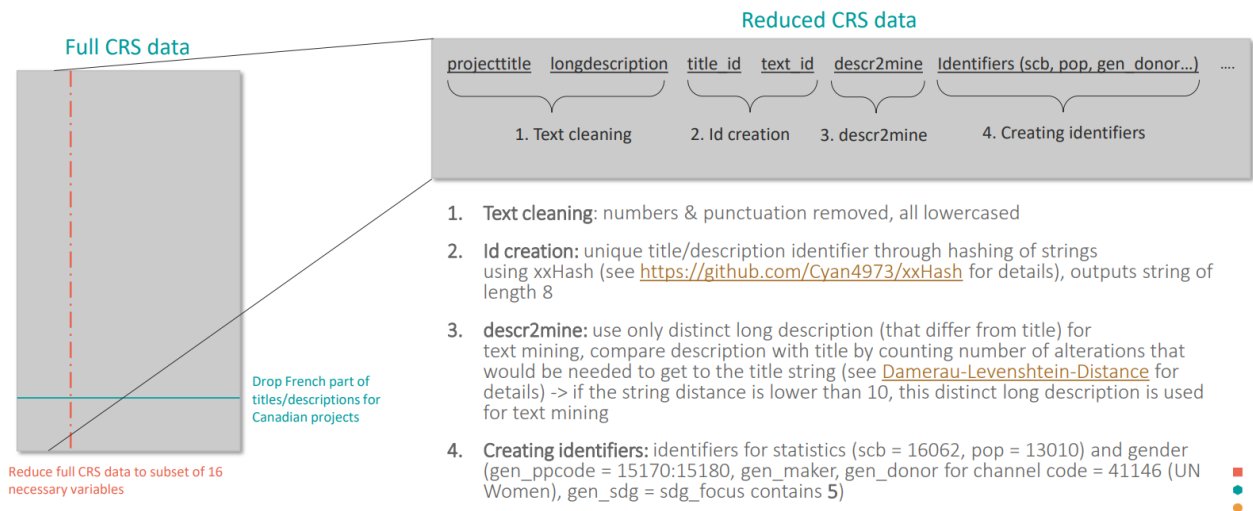 Reduced CRS data
Full CRS data
projecttitle longdescription title_id text_id descr2mine Identifiers (scb, pop, gen_donor...) ....
1. Text cleaning 2. Id creation 3. descr2mine 4. Creating identifiers
1. Text cleaning: numbers & punctuation removed, all lowercased
2. Id creation: unique title/description identifier through hashing of strings
using xxHash (see https://github.com/Cyan4973/xxHash for details), outputs string of
length 8
3. descr2mine: use only distinct long description (that differ from title) for
text mining, compare description with title by counting number of alterations that
would be needed to get to the title string (see Damerau-Levenshtein-Distance for
details) -> if the string distance is lower than 10, this distinct long description is used
for text mining
4. Creating identifiers: identifiers for statistics (scb = 16062, pop = 13010) and gender
(gen_ppcode = 15170:15180, gen_maker, gen_donor for channel code = 41146 (UN
Women), gen_sdg = sdg_focus contains 5)
Drop French part of
titles/descriptions for
Canadian projects
Reduce full CRS data to subset of 16
necessary variables